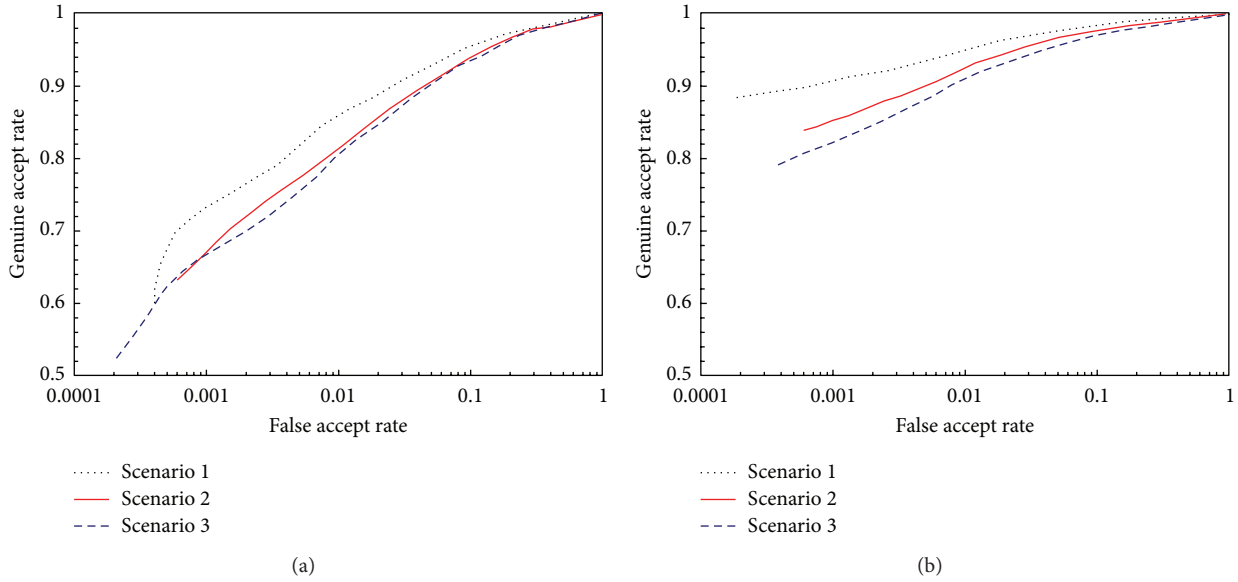 1
0.9
0.8
0.7
0.6
0.5
Genuine accept rate
0.0001
0.001
0.01
0.1
1
False accept rate
Scenario 1
Scenario 2
Scenario 3
(a)
1
0.9
0.8
0.7
0.6
0.5
Genuine accept rate
0.0001
0.001
0.01
0.1
1
False accept rate
Scenario 1
Scenario 2
Scenario 3
(b)